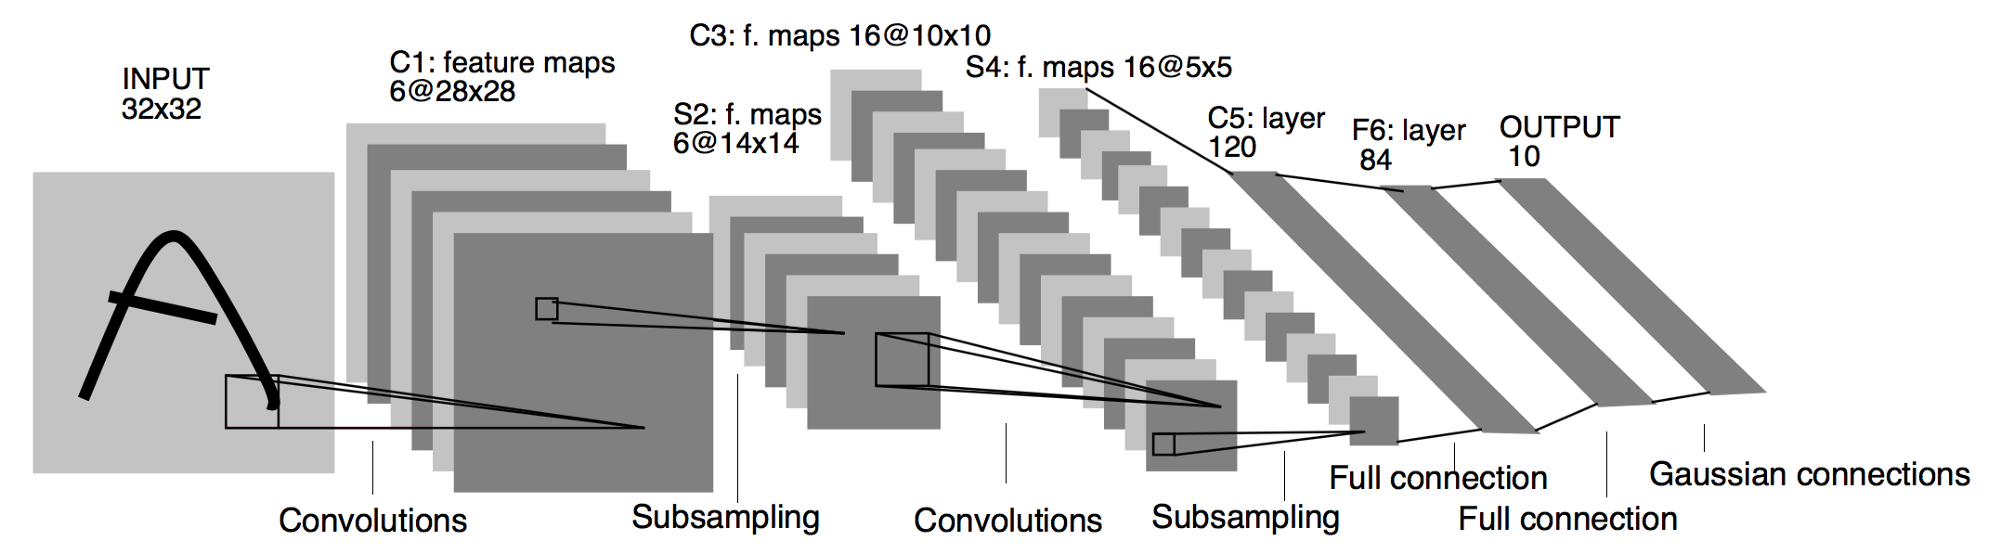 INPUT
32x32
C1: feature maps
6@28x28
S2: f. maps
6@14x14
C3: f. maps 16@10x10
S4: f. maps 16@5x5
C5: layer
120
F6: layer
84
OUTPUT
10
Convolutions
Subsampling
Convolutions
Subsampling
Full connection
Full connection
Gaussian connections
A